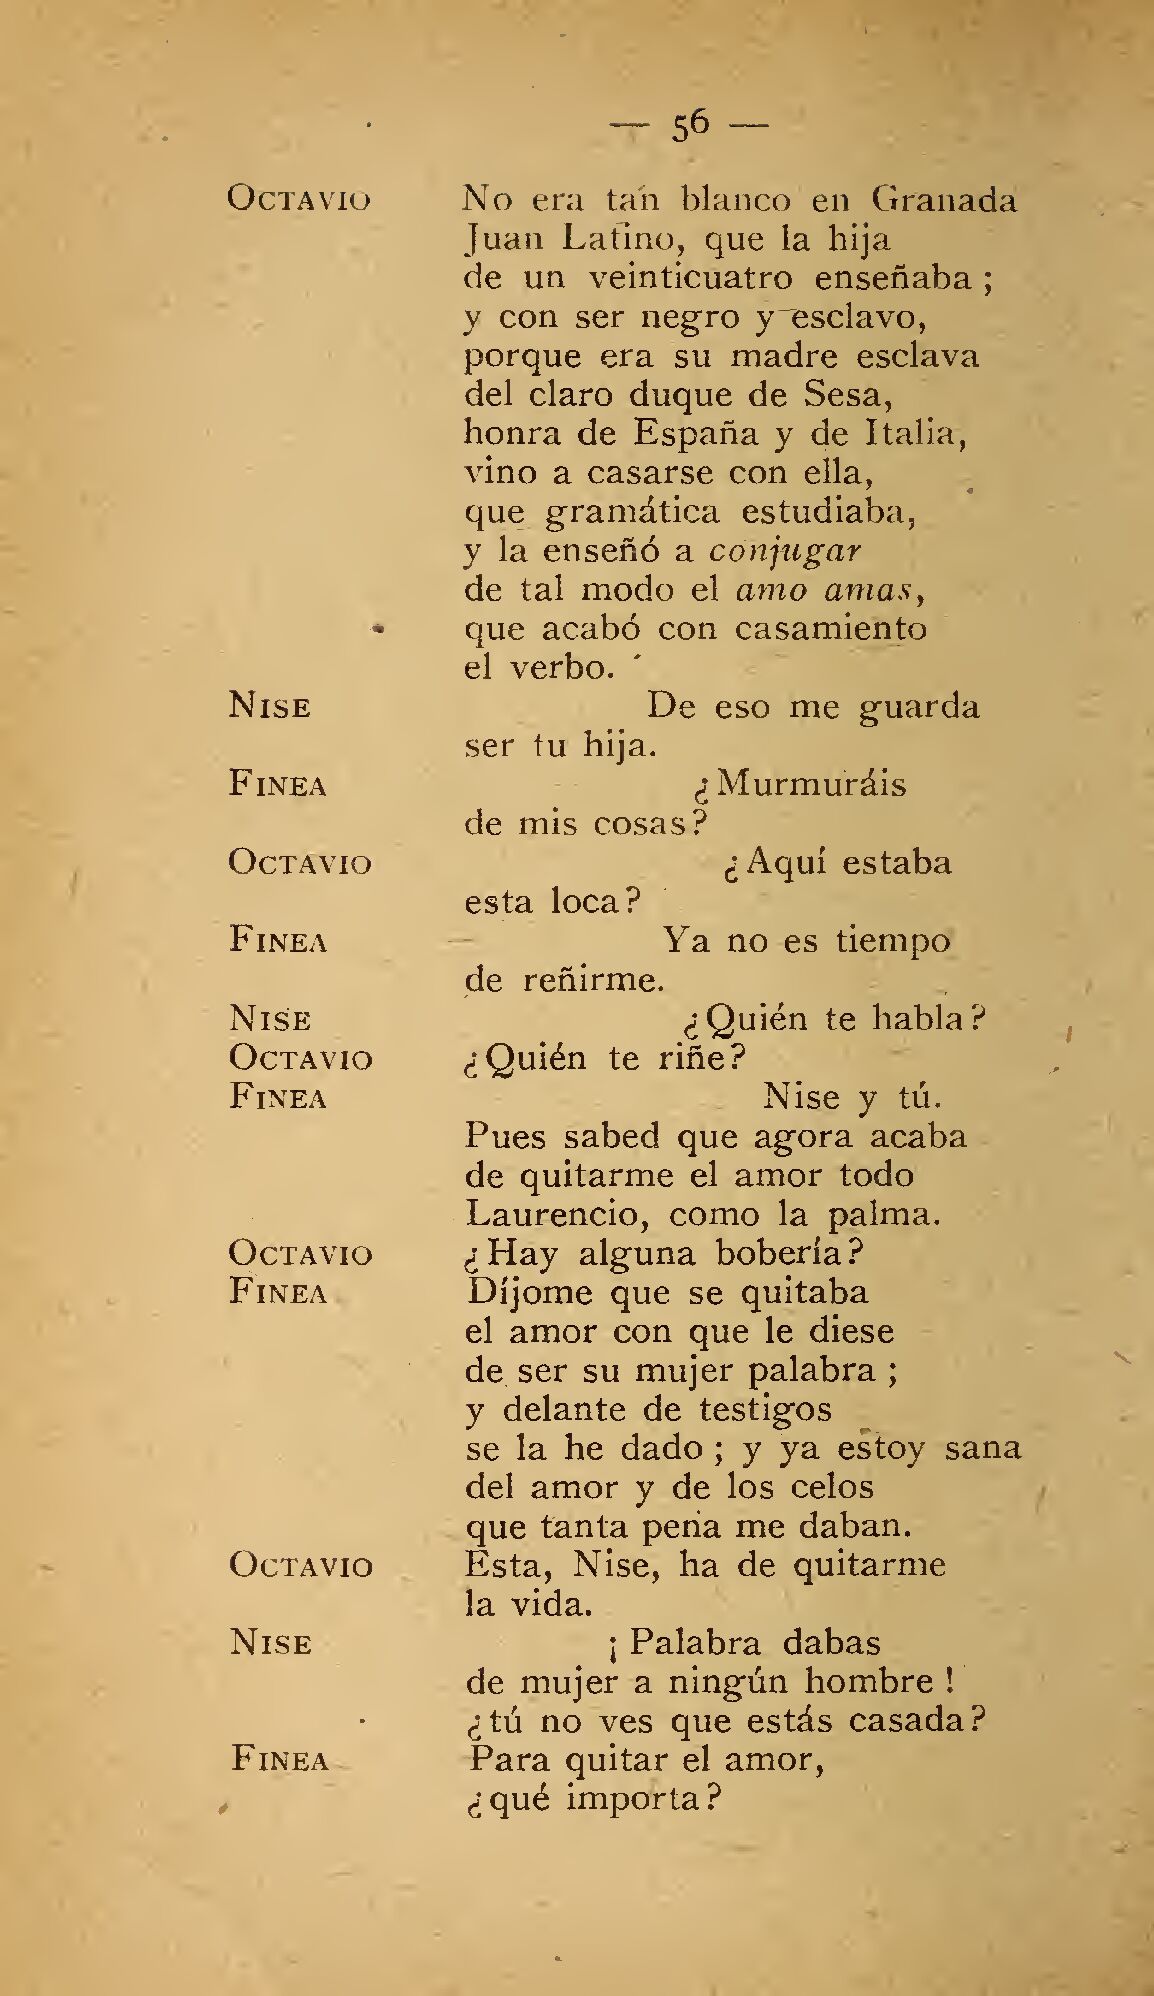 — 56 —
OCTAVIO No era tan blanco en Granada
Juan Latino, que la hija
de un veinticuatro enseñaba ;
y con ser negro y esclavo,
porque era su madre esclava
del claro duque de Sesa,
honra de España y de Italia,
vino a casarse con ella,
que gramática estudiaba,
y la enseñó a conjugar
de tal modo el amo amas,
que acabó con casamiento
el verbo.
NISE De eso me guarda
ser tu hija.
FINEA ¿Murmuráis
de mis cosas?
OCTAVIO ¿Aquí estaba
esta loca?
FINEA Ya no es tiempo
de reñirme.
NISE ¿Quién te habla?
OCTAVIO ¿Quién te riñe?
FINEA Nise y tú.
Pues sabed que agora acaba
de quitarme el amor todo
Laurencio, como la palma.
OCTAVIO ¿Hay alguna bobería?
FINEA Díjome que se quitaba
el amor con que le diese
de ser su mujer palabra ;
y delante de testigos
se la he dado ; y ya estoy sana
del amor y de los celos
que tanta pena me daban.
OCTAVIO Esta, Nise, ha de quitarme
la vida.
NISE ¡Palabra dabas
de mujer a ningún hombre!
¿tú no ves que estás casada?
FINEA Para quitar el amor,
¿qué importa?